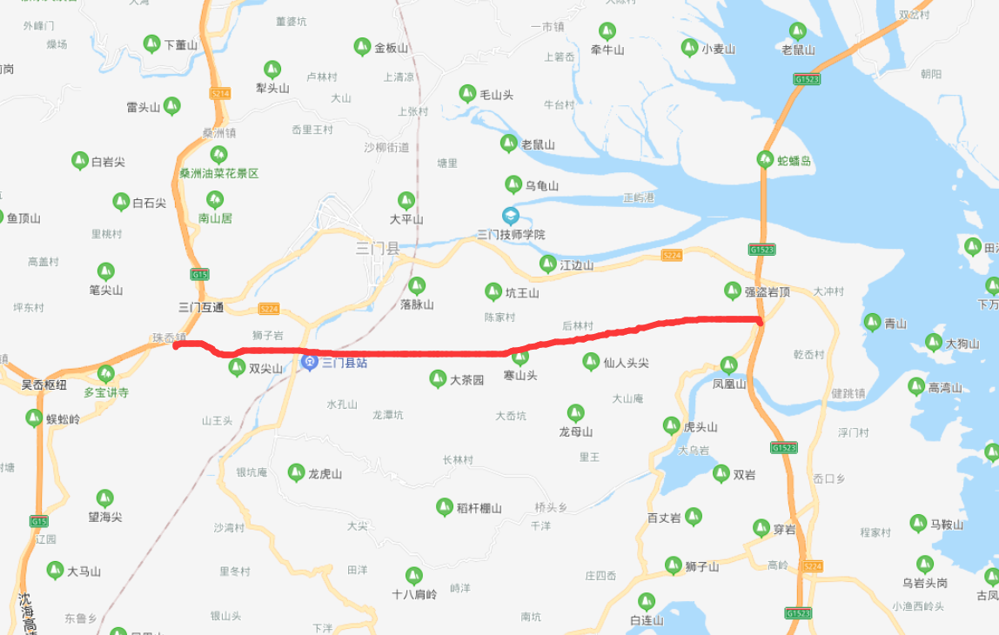 双岔村
外峰门
董婆坑
一市镇
下董山
金板山
牵牛山
小麦山
老鼠山
燥场
上箬岙
犁头山
卢林村
上清凉
G1523
朝阳
S214
毛山头
大山
雷头山
牛台村
上张村
桑洲镇
岙里王村
沙柳街道
老鼠山
白岩尖
桑洲油菜花景区
塘里
蛇蟠岛
乌龟山
白石尖
南山居
大平山
正屿港
鱼顶山
里桃村
三门技师学院
三门县
G1523
S224
高盖村
笔尖山
G15
江边山
落脉山
坑王山
强盗岩顶
大冲村
坪东村
三门互通
S224
陈家村
青山
珠岙镇
狮子岩
后林村
大狗山
双尖山
三门县站
寒山头
仙人头尖
乾岙村
吴岙枢纽
多宝讲寺
大茶园
凤凰山
高湾山
水孔山
大山庵
健跳镇
蜈蚣岭
山王头
龙潭坑
大岙坑
龙母山
虎头山
浮门村
大乌岩
G1523
里王
长林村
银坑庵
龙虎山
双岩
岙口乡
望海尖
稻杆棚山
桥头乡
百丈岩
G15
沙湾村
大尖
千洋
穿岩
马鞍山
辽园
程家村
大马山
里冬村
田洋
十八肩岭
峙洋
庄四岙
狮子山
高岭
S224
乌岩头岗
沈海高速
东鲁乡
银山头
下洋
南坑
白连山
G1523
小渔西岭头